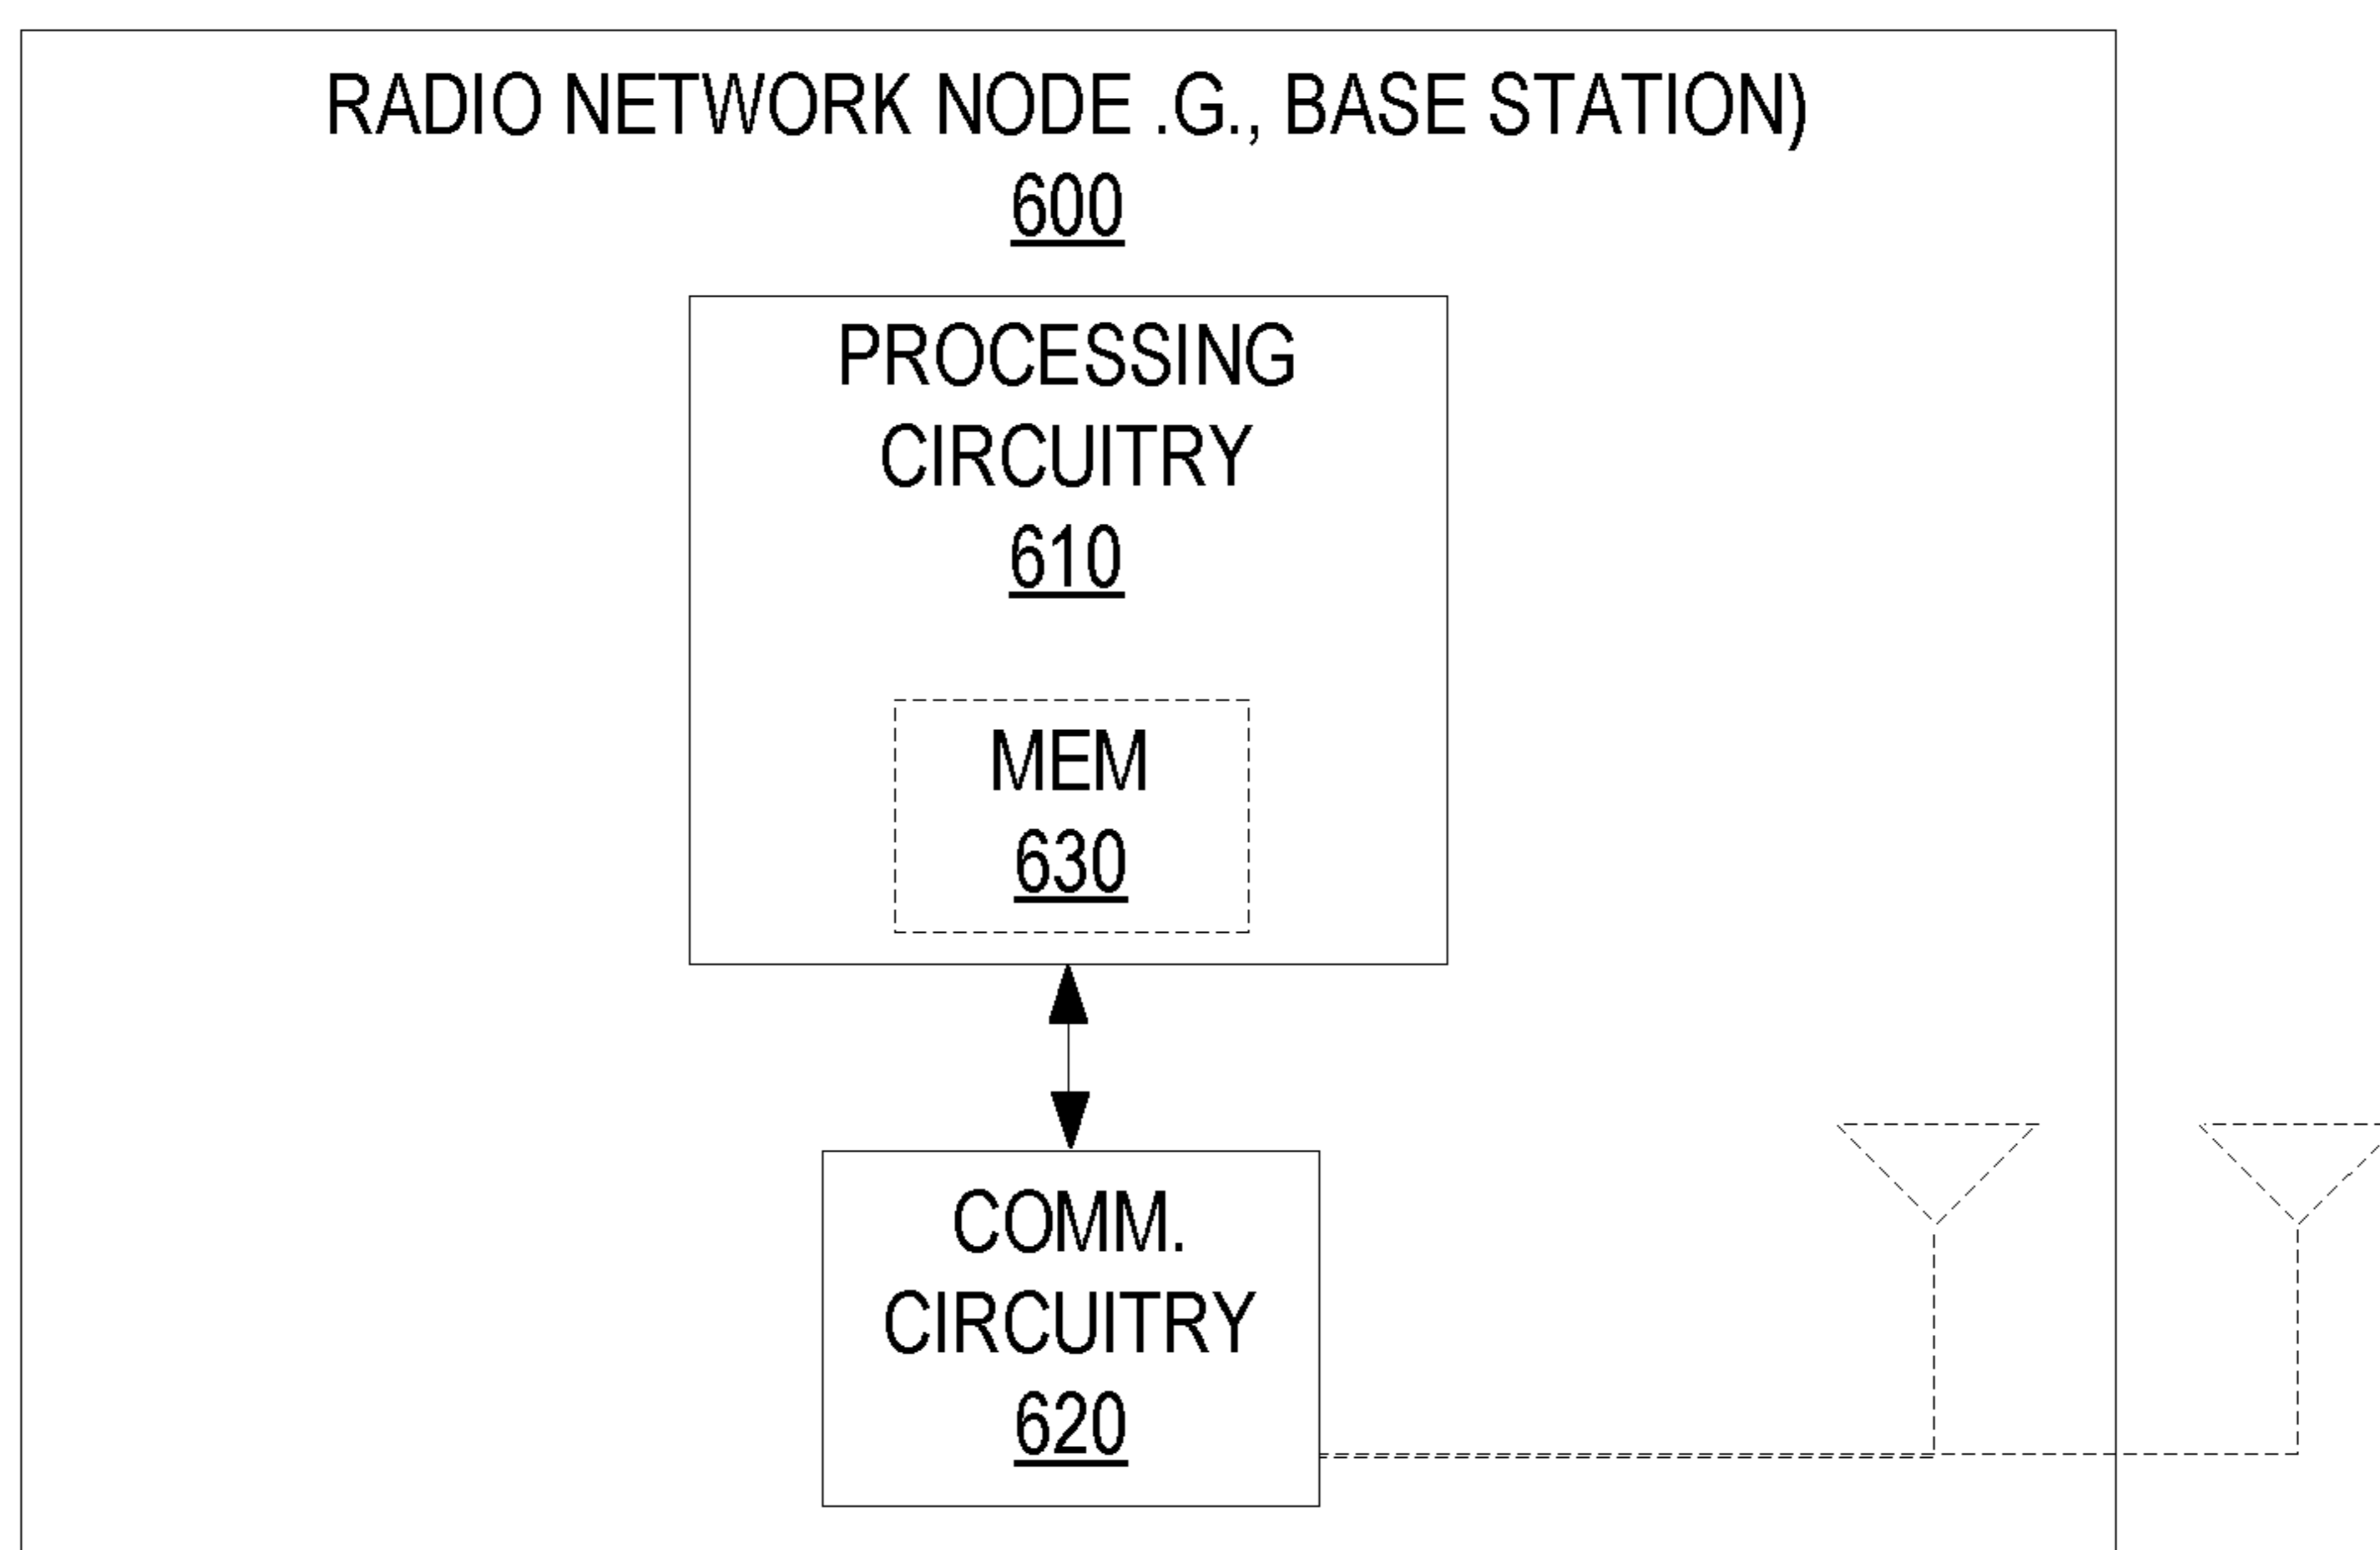 RADIO NETWORK NODE .G., BASE STATION)
600
PROCESSING
CIRCUITRY
610
MEM
630
COMM.
CIRCUITRY
620